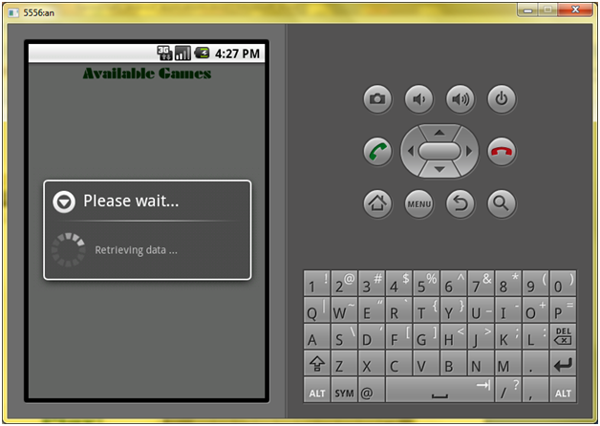 5556:an
3G 4:27 PM
Available Games
Please wait...
Retrieving data ...
MENU
1 ! 2 @ 3 # 4 $ 5 % 6 ^ 7 & 8 * 9 ( 0 )
Q | W ~ E " R ` T { Y } U _ I - O + P =
A S \ D ' F [ G ] H < J > K ; L : DEL
Z X C V B N M .
ALT SYM @ / ? , ALT